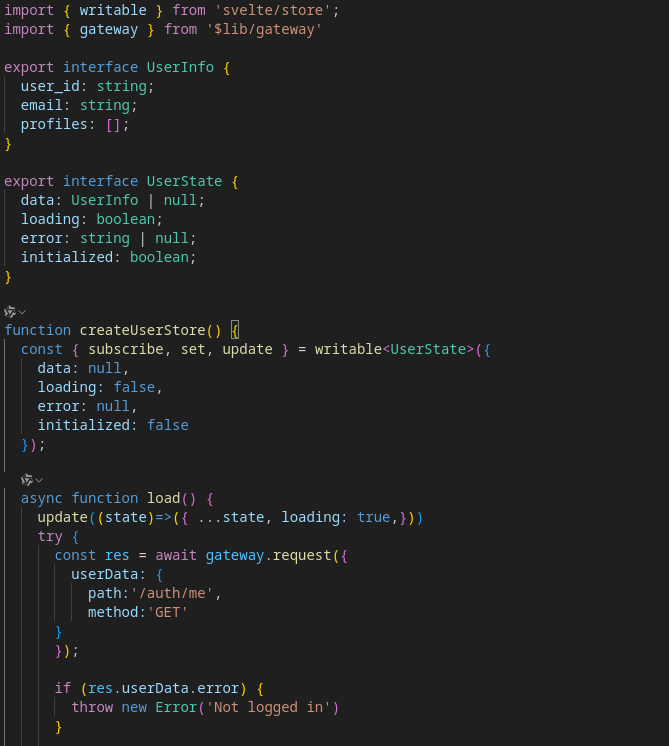 import { writable } from 'svelte/store';
import { gateway } from '$lib/gateway'

export interface UserInfo {
  user_id: string;
  email: string;
  profiles: [];
}

export interface UserState {
  data: UserInfo | null;
  loading: boolean;
  error: string | null;
  initialized: boolean;
}

function createUserStore() {
  const { subscribe, set, update } = writable<UserState>({
    data: null,
    loading: false,
    error: null,
    initialized: false
  });

  async function load() {
    update((state)=>({ ...state, loading: true,}))
    try {
      const res = await gateway.request({
        userData: {
          path:'/auth/me',
          method:'GET'
      }
      });

      if (res.userData.error) {
        throw new Error('Not logged in')
      }